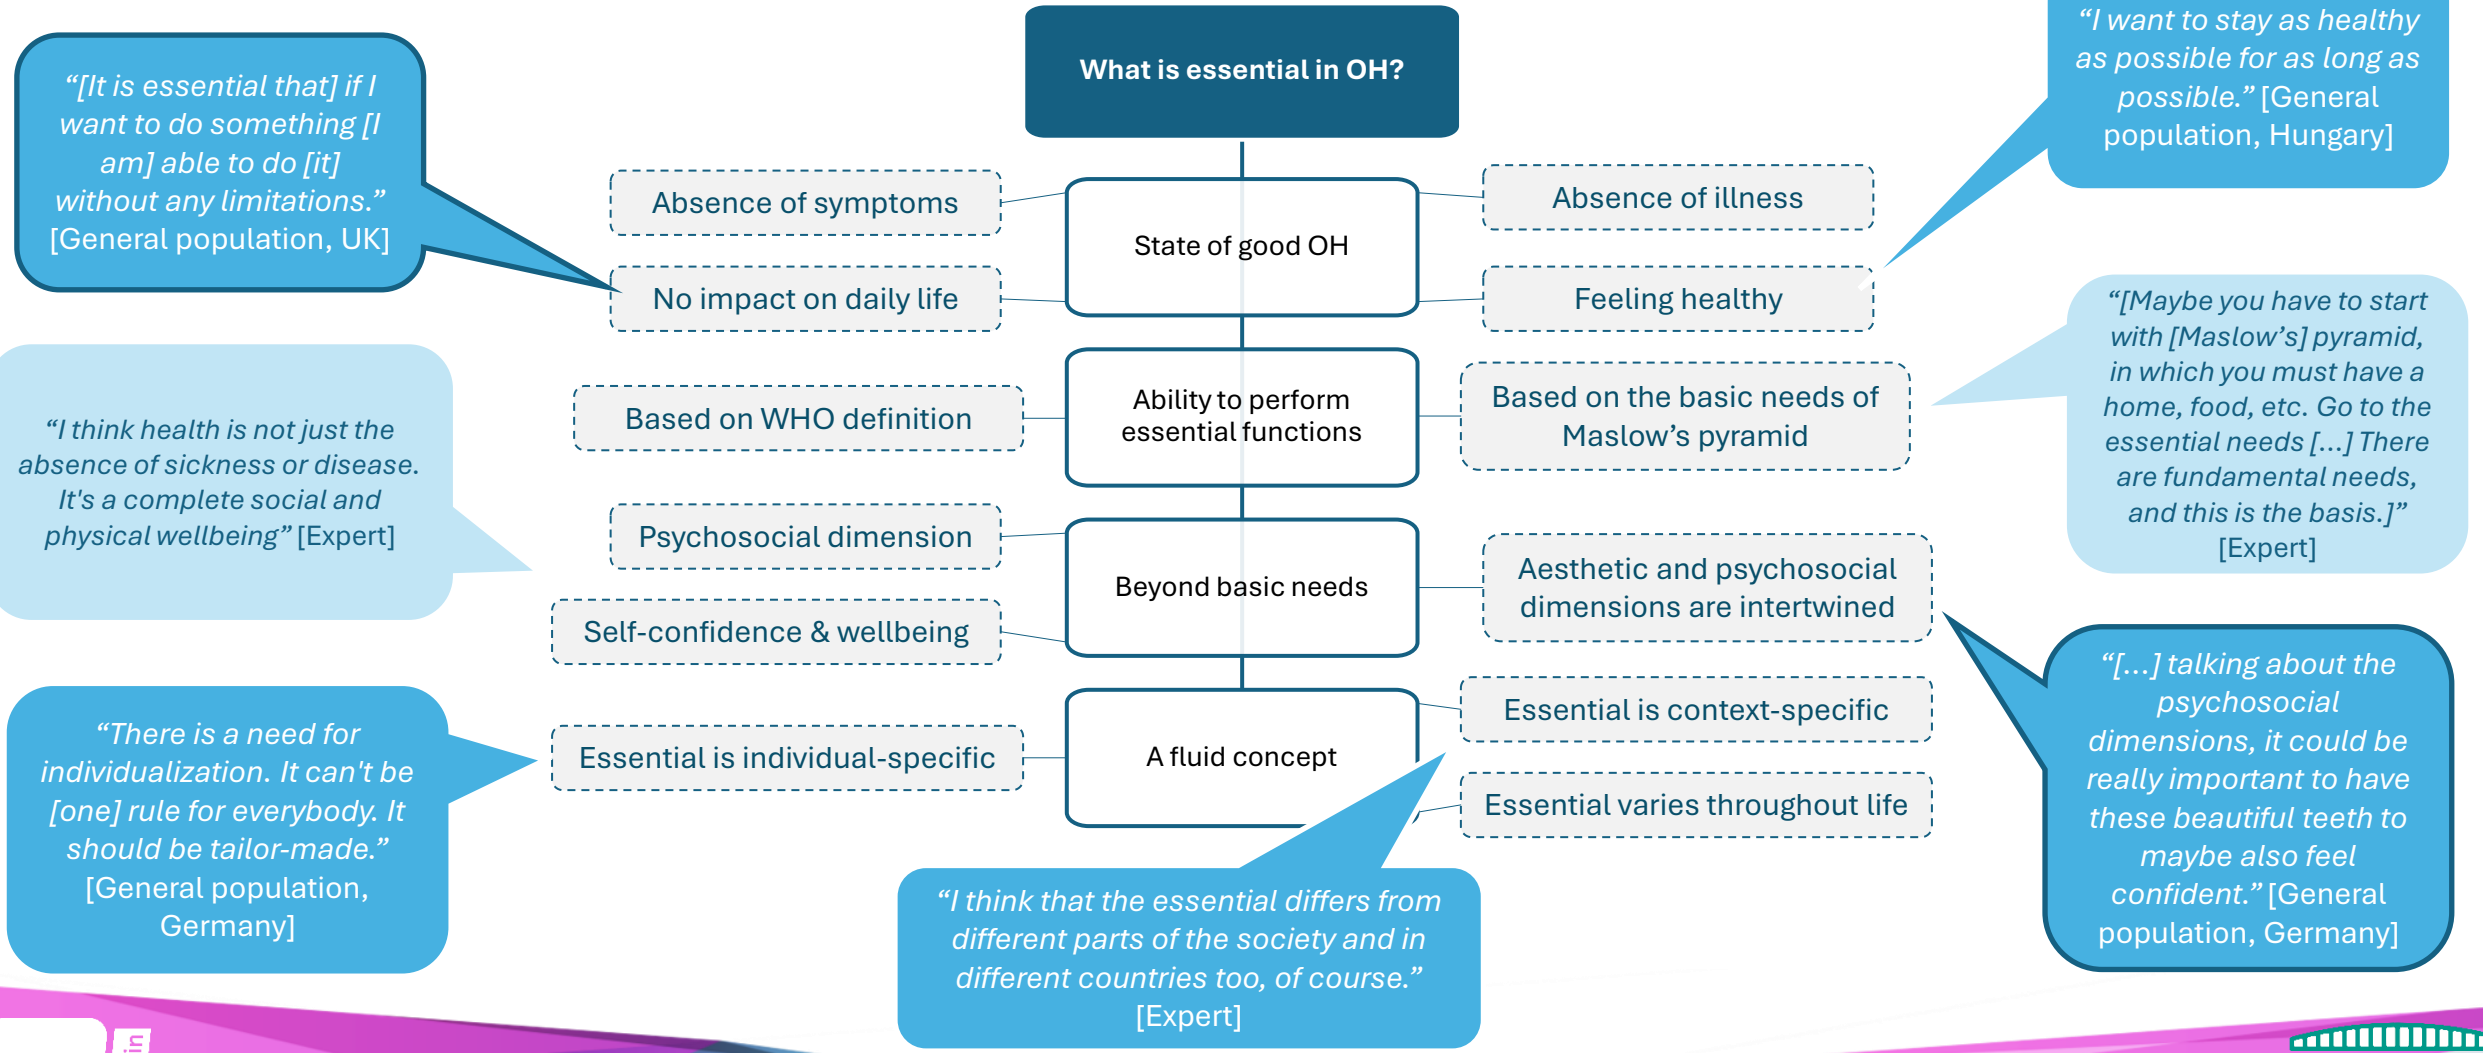 What is essential in OH?
“[It is essential that] if I
want to do something [I
am] able to do [it]
without any limitations.”
[General population, UK]
“I want to stay as healthy
as possible for as long as
possible.” [General
population, Hungary]
Absence of symptoms
No impact on daily life
State of good OH
Absence of illness
Feeling healthy
“I think health is not just the
absence of sickness or disease.
It's a complete social and
physical wellbeing” [Expert]
Based on WHO definition
Ability to perform
essential functions
Based on the basic needs of
Maslow’s pyramid
“[Maybe you have to start
with [Maslow’s] pyramid,
in which you must have a
home, food, etc. Go to the
essential needs [...] There
are fundamental needs,
and this is the basis.]”
[Expert]
Psychosocial dimension
Self-confidence & wellbeing
Beyond basic needs
Aesthetic and psychosocial
dimensions are intertwined
“[...] talking about the
psychosocial
dimensions, it could be
really important to have
these beautiful teeth to
maybe also feel
confident.” [General
population, Germany]
“There is a need for
individualization. It can't be
[one] rule for everybody. It
should be tailor-made.”
[General population,
Germany]
Essential is individual-specific
A fluid concept
Essential is context-specific
Essential varies throughout life
“I think that the essential differs from
different parts of the society and in
different countries too, of course.”
[Expert]
in